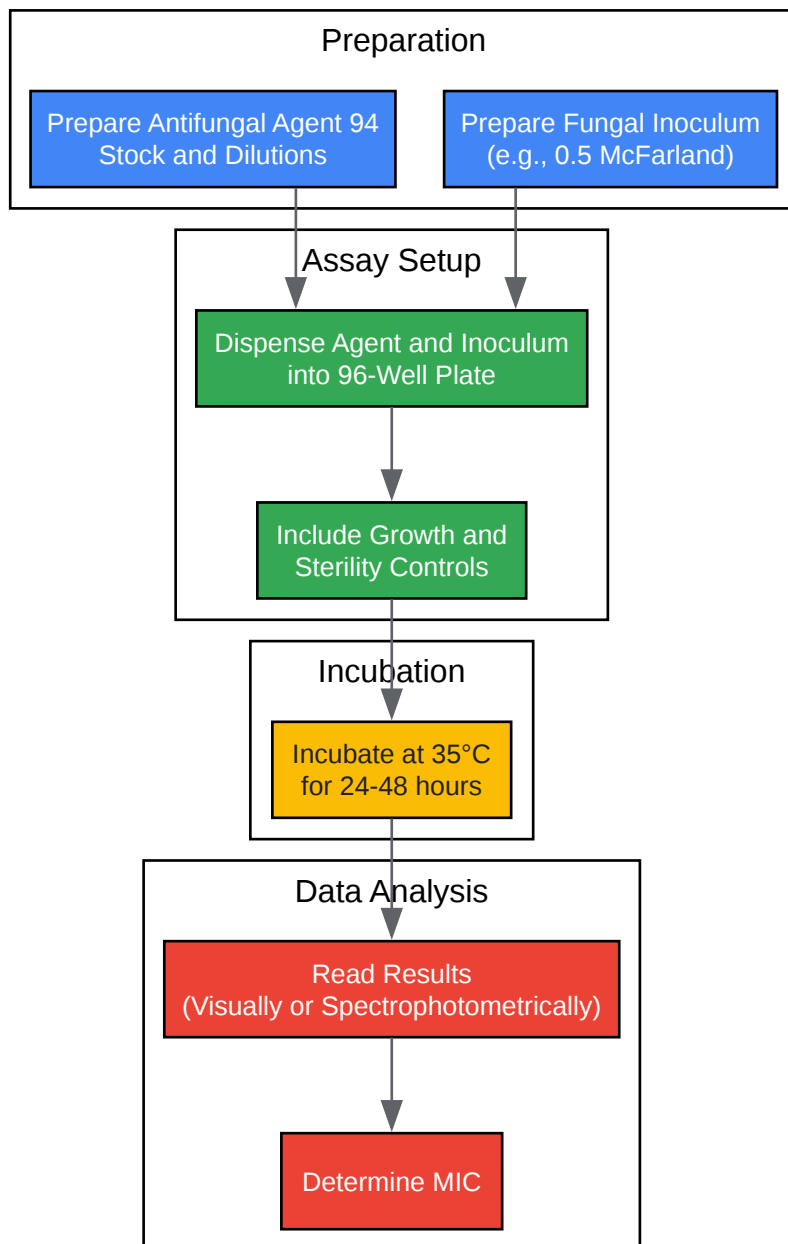 Preparation
Prepare Antifungal Agent 94
Stock and Dilutions
Prepare Fungal Inoculum
(e.g., 0.5 McFarland)
Assay Setup
Dispense Agent and Inoculum
into 96-Well Plate
Include Growth and
Sterility Controls
Incubation
Incubate at 35°C
for 24-48 hours
Data Analysis
Read Results
(Visually or Spectrophotometrically)
Determine MIC